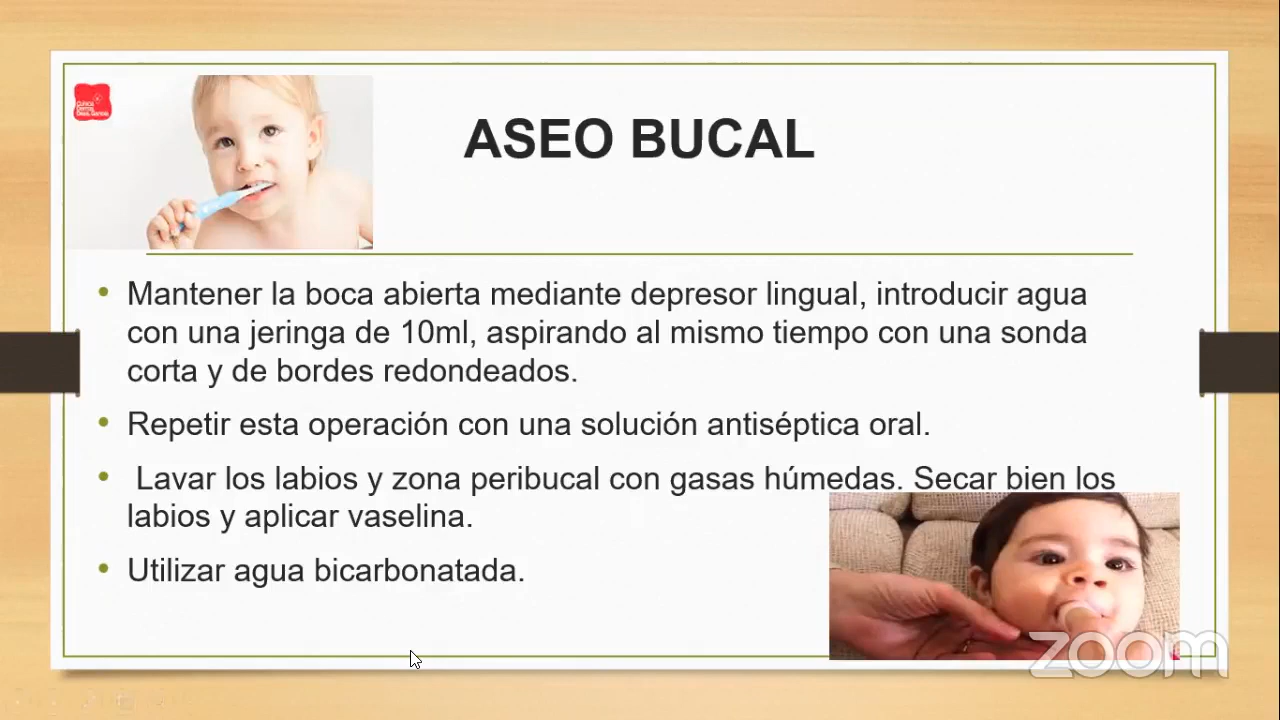 ASEO BUCAL
• Mantener la boca abierta mediante depresor lingual, introducir agua
con una jeringa de 10ml, aspirando al mismo tiempo con una sonda
corta y de bordes redondeados.
• Repetir esta operación con una solución antiséptica oral.
• Lavar los labios y zona peribucal con gasas húmedas. Secar bien los
labios y aplicar vaselina.
• Utilizar agua bicarbonatada.
zoom